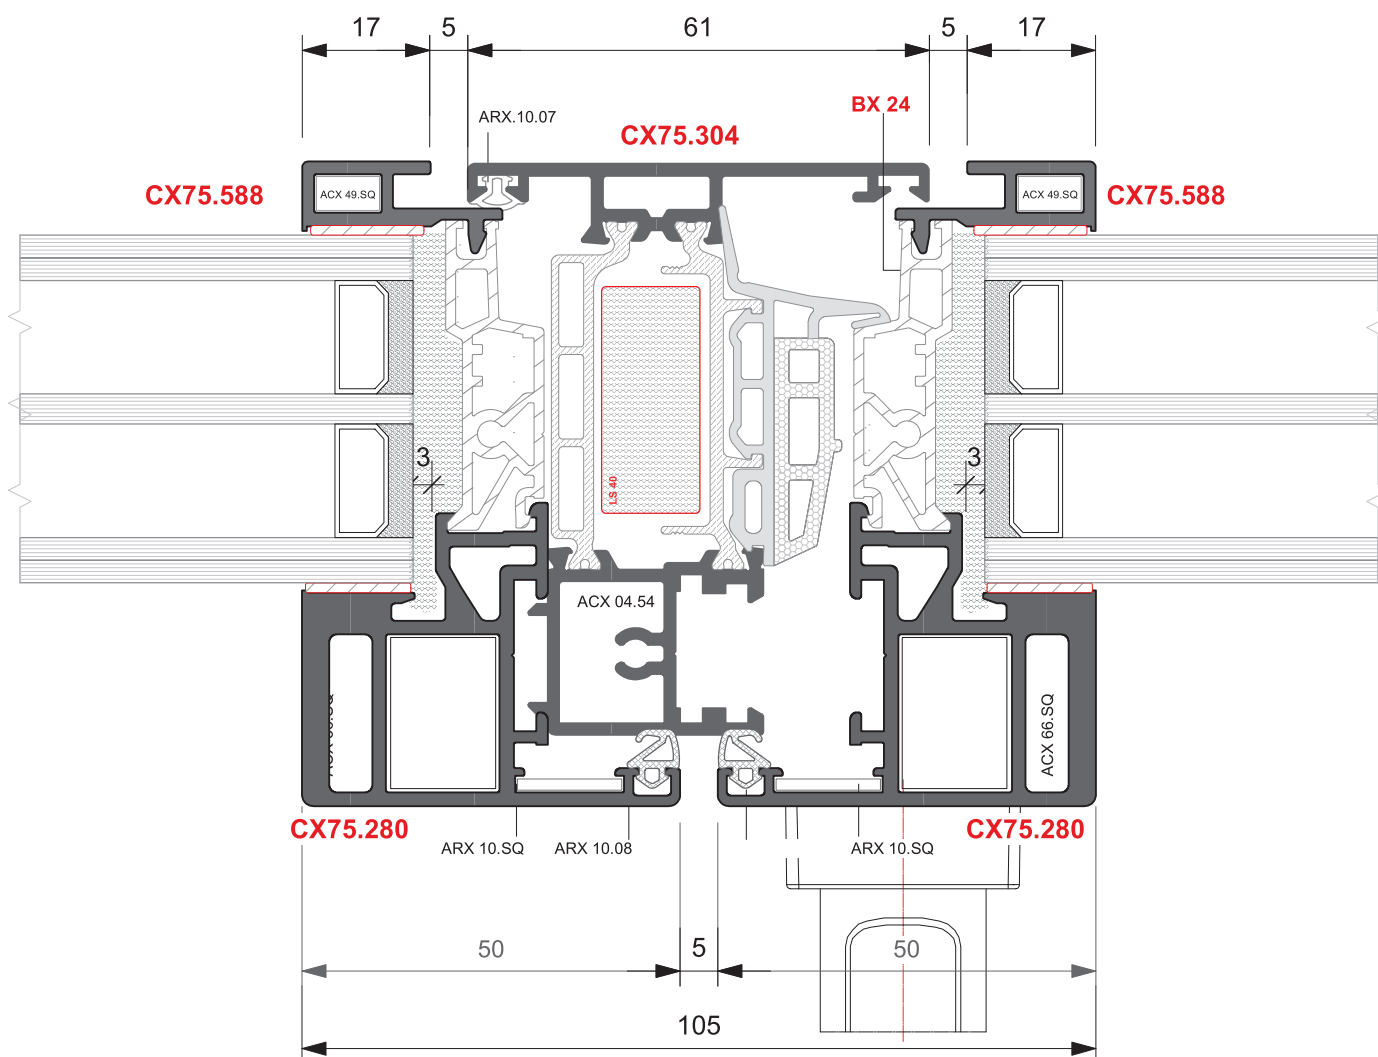 17
5
61
5
17
ARX.10.07
BX 24
CX75.304
CX75.588
ACX 49.SQ
ACX 49.SQ
CX75.588
3
3
LS 40
ACX 04.54
ACX 66.SQ
CX75.280
CX75.280
ARX 10.SQ
ARX 10.08
ARX 10.SQ
50
5
50
105